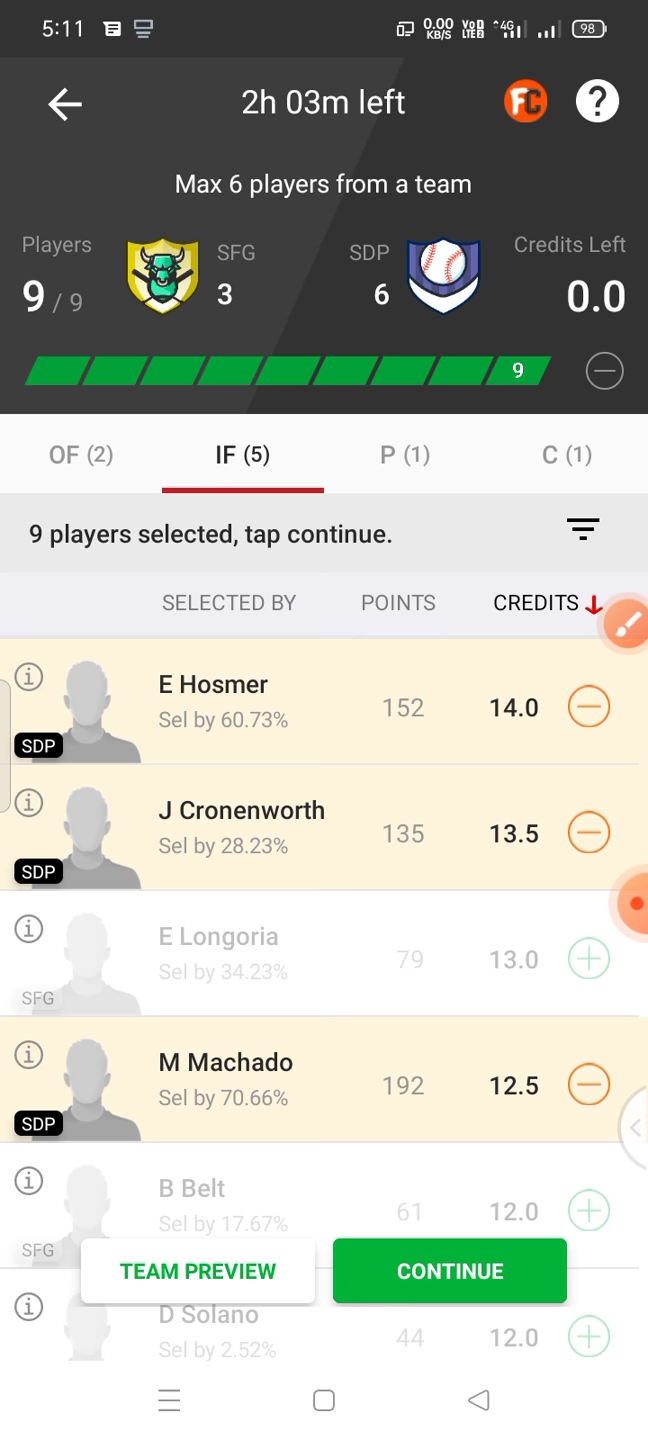 5:11 0.00 KB/S VoD LTE2 4G 98
2h 03m left FC ?
Max 6 players from a team
Players SFG SDP Credits Left
9 / 9 3 6 0.0
9
OF (2) IF (5) P (1) C (1)
9 players selected, tap continue.
SELECTED BY POINTS CREDITS
E Hosmer
Sel by 60.73% 152 14.0
SDP
J Cronenworth
Sel by 28.23% 135 13.5
SDP
E Longoria
Sel by 34.23% 79 13.0
SFG
M Machado
Sel by 70.66% 192 12.5
SDP
B Belt
Sel by 17.67% 61 12.0
SFG
TEAM PREVIEW CONTINUE
D Solano
Sel by 2.52% 44 12.0